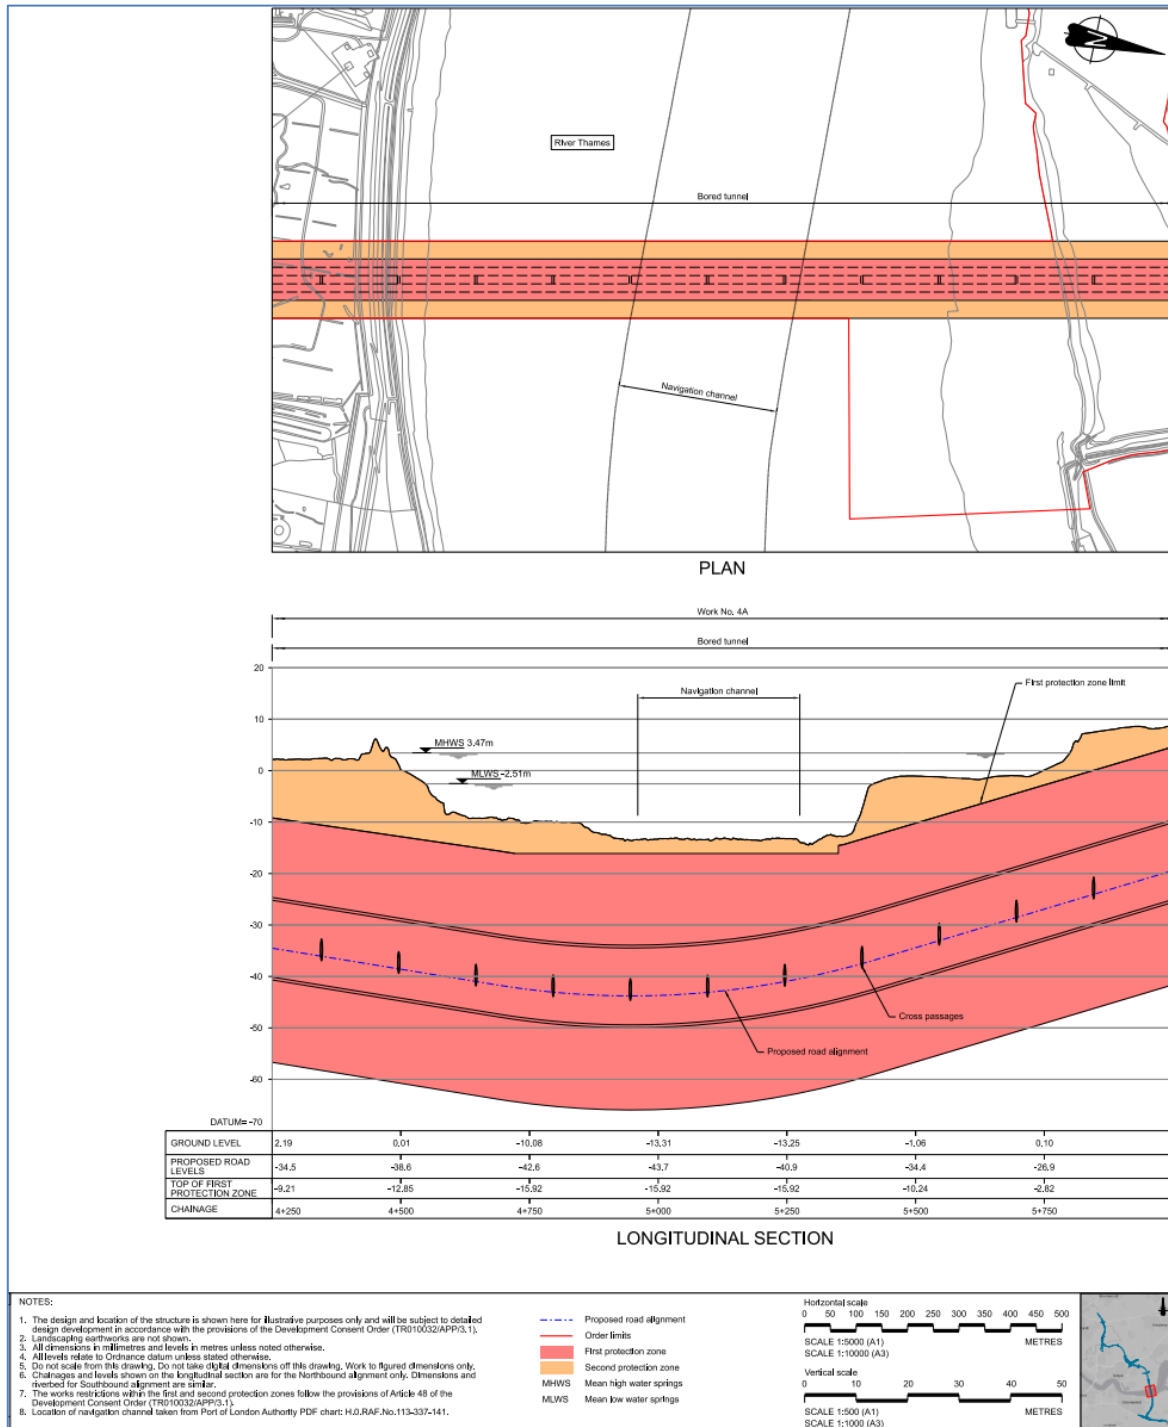 Z
River Thames
Bored tunnel
Navigation channel
PLAN
Work No. 4A
Bored tunnel
20
Navigation channel
First protection zone limit
10
MHWS 3.47m
0
MLWS -2.51m
-10
-20
-30
-40
Cross passages
-50
Proposed road alignment
-60
DATUM= -70
GROUND LEVEL 2.19 0.01 -10.08 -13.31 -13.25 -1.06 0.10
PROPOSED ROAD
LEVELS -34.5 -38.6 -42.6 -43.7 -40.9 -34.4 -26.9
TOP OF FIRST
PROTECTION ZONE -9.21 -12.85 -15.92 -15.92 -15.92 -10.24 -2.82
CHAINAGE 4+250 4+500 4+750 5+000 5+250 5+500 5+750
LONGITUDINAL SECTION
NOTES:
1. The design and location of the structure is shown here for illustrative purposes only and will be subject to detailed
design development in accordance with the provisions of the Development Consent Order (TR010032/APP/3.1).
2. Landscaping earthworks are not shown.
3. All dimensions in millimetres and levels in metres unless noted otherwise.
4. All levels relate to Ordnance datum unless stated otherwise.
5. Do not scale from this drawing. Do not take digital dimensions off this drawing. Work to figured dimensions only.
6. Chainages and levels shown on the longitudinal section are for the Northbound alignment only. Dimensions and
riverbed for Southbound alignment are similar.
7. The works restrictions within the first and second protection zones follow the provisions of Article 48 of the
Development Consent Order (TR010032/APP/3.1).
8. Location of navigation channel taken from Port of London Authority PDF chart: H.O.RAF.No.113-337-141.
Proposed road alignment
Order limits
First protection zone
Second protection zone
MHWS Mean high water springs
MLWS Mean low water springs
Horizontal scale
0 50 100 150 200 250 300 350 400 450 500
SCALE 1:5000 (A1) METRES
SCALE 1:10000 (A3)
Vertical scale
0 10 20 30 40 50
SCALE 1:500 (A1) METRES
SCALE 1:1000 (A3)